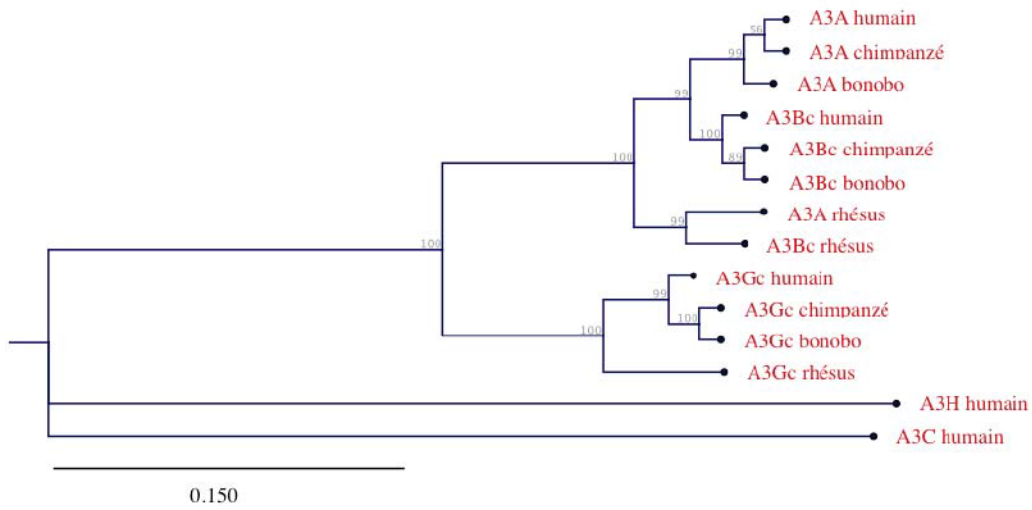 A3A humain
56
A3A chimpanzé
99
A3A bonobo
99
A3Bc humain
100
A3Bc chimpanzé
89
100
A3Bc bonobo
A3A rhésus
99
A3Bc rhésus
100
A3Gc humain
99
A3Gc chimpanzé
100
100
A3Gc bonobo
A3Gc rhésus
A3H humain
A3C humain
0.150